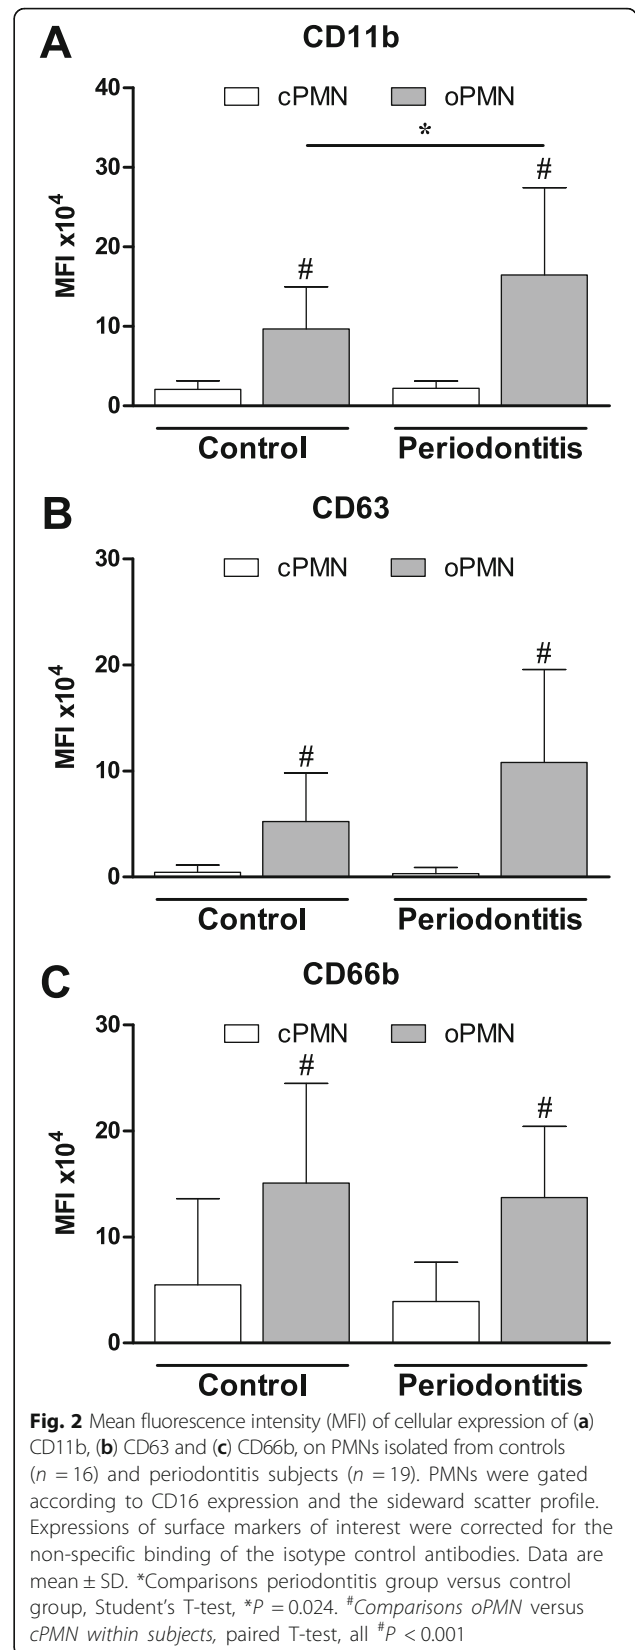 A
CD11b
cPMN oPMN
MFI x10⁴
40
30
20
10
0
*
#
#
Control Periodontitis
B
CD63
cPMN oPMN
MFI x10⁴
30
20
10
0
#
#
Control Periodontitis
C
CD66b
cPMN oPMN
MFI x10⁴
30
20
10
0
#
#
Control Periodontitis
Fig. 2 Mean fluorescence intensity (MFI) of cellular expression of (a)
CD11b, (b) CD63 and (c) CD66b, on PMNs isolated from controls
(n = 16) and periodontitis subjects (n = 19). PMNs were gated
according to CD16 expression and the sideward scatter profile.
Expressions of surface markers of interest were corrected for the
non-specific binding of the isotype control antibodies. Data are
mean ± SD. *Comparisons periodontitis group versus control
group, Student's T-test, *P = 0.024. #Comparisons oPMN versus
cPMN within subjects, paired T-test, all #P < 0.001